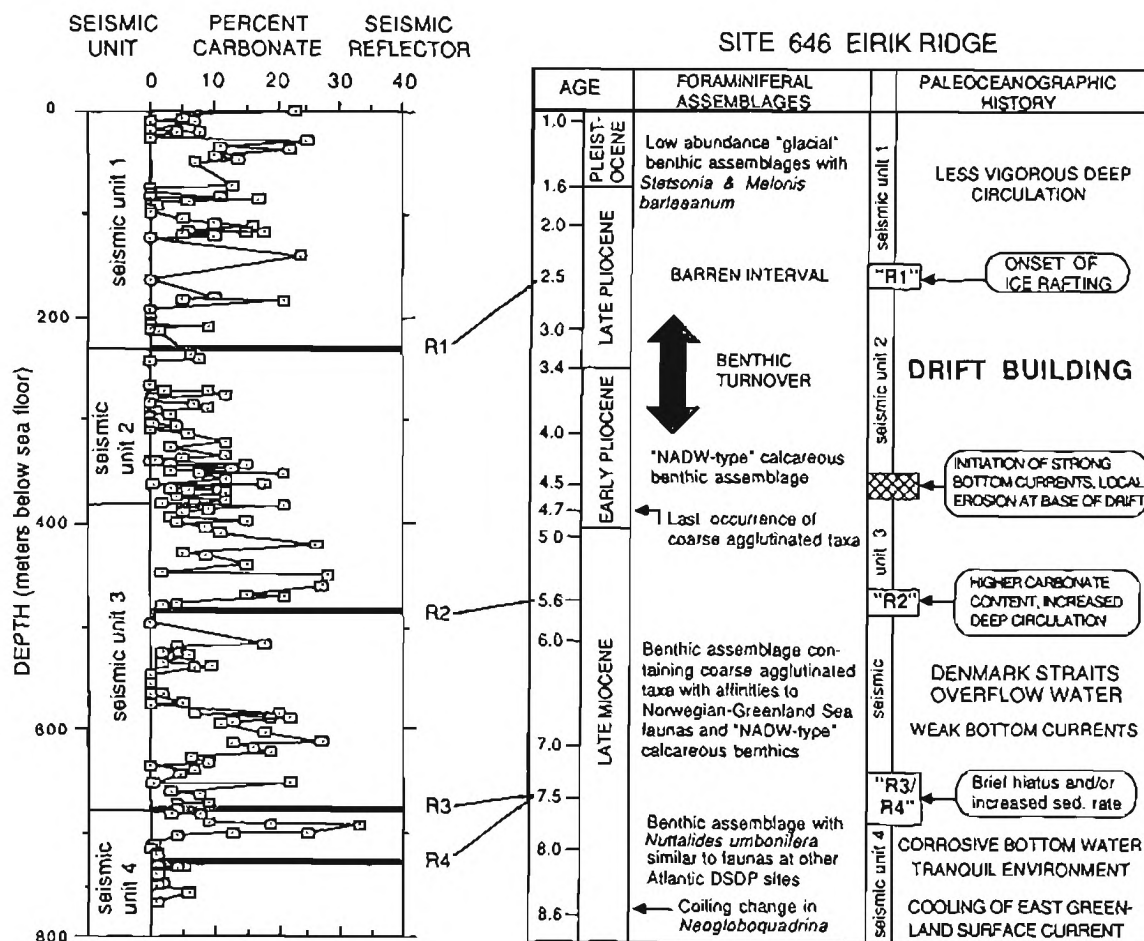 SEISMIC UNIT
PERCENT CARBONATE
SEISMIC REFLECTOR
0 10 20 30 40
0
200
400
600
800
DEPTH (meters below sea floor)
seismic unit 1
seismic unit 2
seismic unit 3
seismic unit 4
R1
R2
R3
R4
SITE 646 EIRIK RIDGE
AGE
FORAMINIFERAL ASSEMBLAGES
PALEOCEANOGRAPHIC HISTORY
1.0
1.6
2.0
2.5
3.0
3.4
4.0
4.5
4.7
5.0
5.6
6.0
7.0
7.5
8.0
8.6
PLEIST-
OCENE
LATE PLIOCENE
EARLY PLIOCENE
LATE MIOCENE
Low abundance "glacial"
benthic assemblages with
Stetsonia & Melonis
barleeanum
BARREN INTERVAL
BENTHIC
TURNOVER
"NADW-type" calcareous
benthic assemblage
Last occurrence of
coarse agglutinated taxa
Benthic assemblage con-
taining coarse agglutinated
taxa with affinities to
Norwegian-Greenland Sea
faunas and "NADW-type"
calcareous benthics
Benthic assemblage with
Nuttalides umbonifera
similar to faunas at other
Atlantic DSDP sites
Coiling change in
Neogloboquadrina
seismic unit 1
"R1"
seismic unit 2
unit 3
"R2"
seismic
"R3/
R4"
seismic unit 4
LESS VIGOROUS DEEP
CIRCULATION
ONSET OF
ICE RAFTING
DRIFT BUILDING
INITIATION OF STRONG
BOTTOM CURRENTS, LOCAL
EROSION AT BASE OF DRIFT
HIGHER CARBONATE
CONTENT, INCREASED
DEEP CIRCULATION
DENMARK STRAITS
OVERFLOW WATER
WEAK BOTTOM CURRENTS
Brief hiatus and/or
increased sed. rate
CORROSIVE BOTTOM WATER
TRANQUIL ENVIRONMENT
COOLING OF EAST GREEN-
LAND SURFACE CURRENT